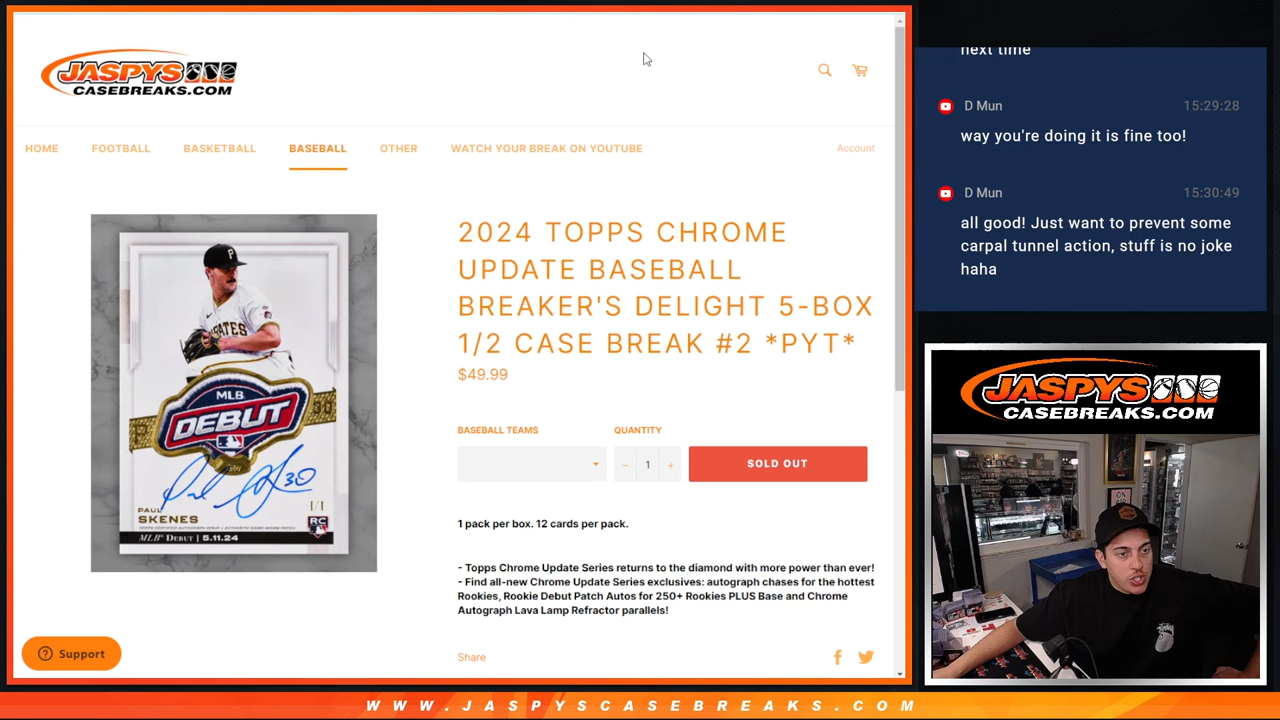 JASPYS
CASEBREAKS.COM
HOME
FOOTBALL
BASKETBALL
BASEBALL
OTHER
WATCH YOUR BREAK ON YOUTUBE
Account
P
PIRATES
MLB
DEBUT
30
1/1
PAUL
SKENES
RC
MLB® DEBUT | 5.11.24
2024 TOPPS CHROME
UPDATE BASEBALL
BREAKER'S DELIGHT 5-BOX
1/2 CASE BREAK #2 *PYT*
$49.99
BASEBALL TEAMS
QUANTITY
−
1
+
SOLD OUT
1 pack per box. 12 cards per pack.
- Topps Chrome Update Series returns to the diamond with more power than ever!
- Find all-new Chrome Update Series exclusives: autograph chases for the hottest
Rookies, Rookie Debut Patch Autos for 250+ Rookies PLUS Base and Chrome
Autograph Lava Lamp Refractor parallels!
Share
Support
next time
D Mun
15:29:28
way you're doing it is fine too!
D Mun
15:30:49
all good! Just want to prevent some
carpal tunnel action, stuff is no joke
haha
JASPYS
CASEBREAKS.COM
WWW.JASPYSCASEBREAKS.COM